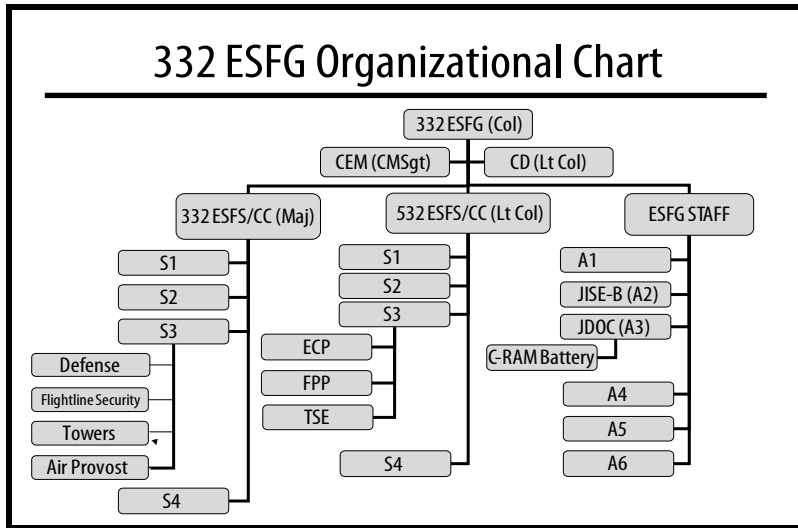 332 ESFG Organizational Chart
332 ESFG (Col)
CEM (CMSgt)
CD (Lt Col)
332 ESFS/CC (Maj)
S1
S2
S3
Defense
Flightline Security
Towers
Air Provost
S4
532 ESFS/CC (Lt Col)
S1
S2
S3
ECP
FPP
TSE
S4
ESFG STAFF
A1
JISE-B (A2)
JDOC (A3)
C-RAM Battery
A4
A5
A6